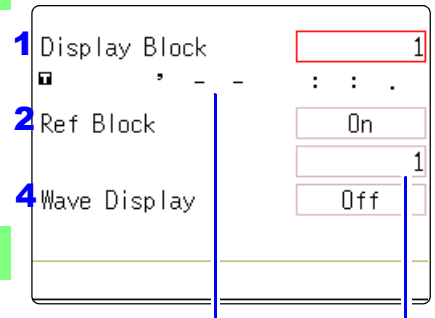 1 Display Block 1
T ' - - : : .
2 Ref Block On
1
4 Wave Display Off